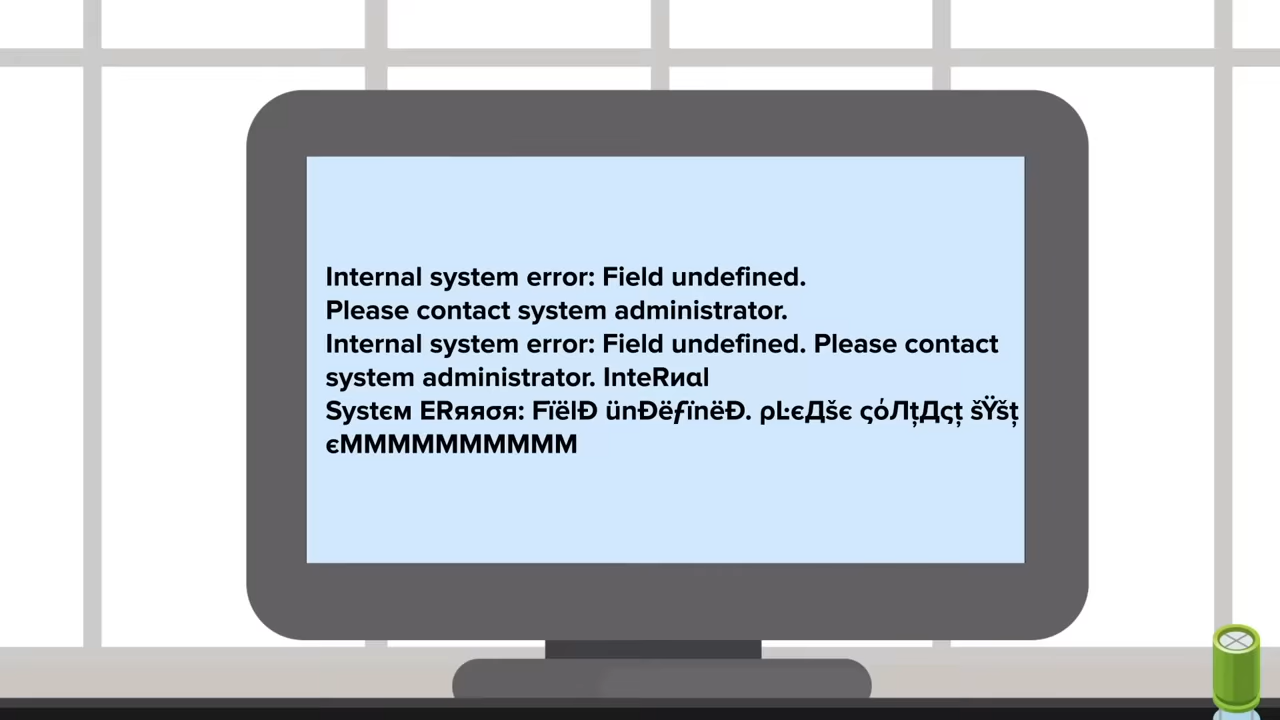 Internal system error: Field undefined.
Please contact system administrator.
Internal system error: Field undefined. Please contact
system administrator. InteRиαl
Systєм ERяяσя: FïëlÐ ünÐëƒïnëÐ. ρĿєДšє ςόЛţДςţ šŸšţ
єMMMMMMMMMM